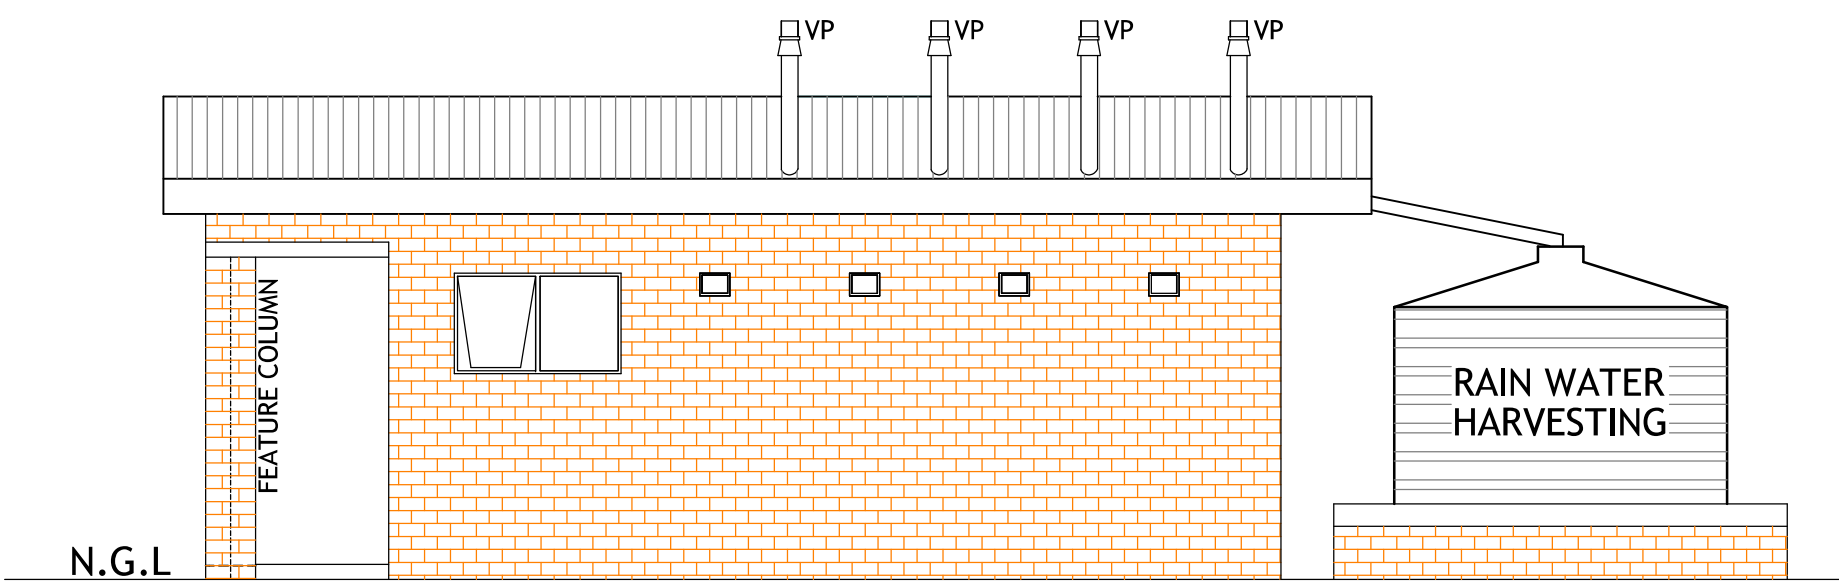 VP
VP
VP
VP
FEATURE COLUMN
RAIN WATER
HARVESTING
N.G.L